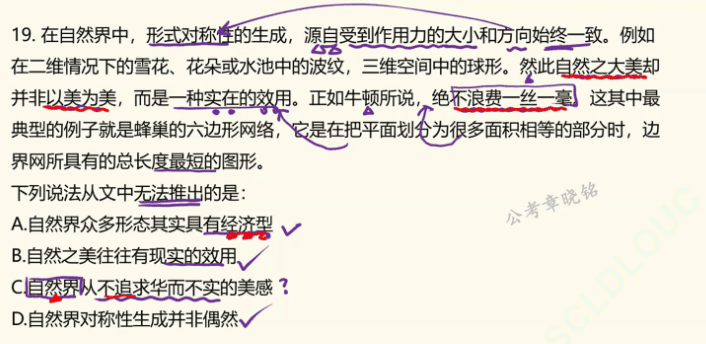 19. 在自然界中，形式对称性的生成，源自受到作用力的大小和方向始终一致。例如
在二维情况下的雪花、花朵或水池中的波纹，三维空间中的球形。然此自然之大美却
并非以美为美，而是一种实在的效用。正如牛顿所说，绝不浪费一丝一毫，这其中最
典型的例子就是蜂巢的六边形网络，它是在把平面划分为很多面积相等的部分时，边
界网所具有的总长度最短的图形。
下列说法从文中无法推出的是：
A.自然界众多形态其实具有经济型
B.自然之美往往有现实的效用
C.自然界从不追求华而不实的美感？
D.自然界对称性生成并非偶然
公考章晓铭
SCLDLOUC